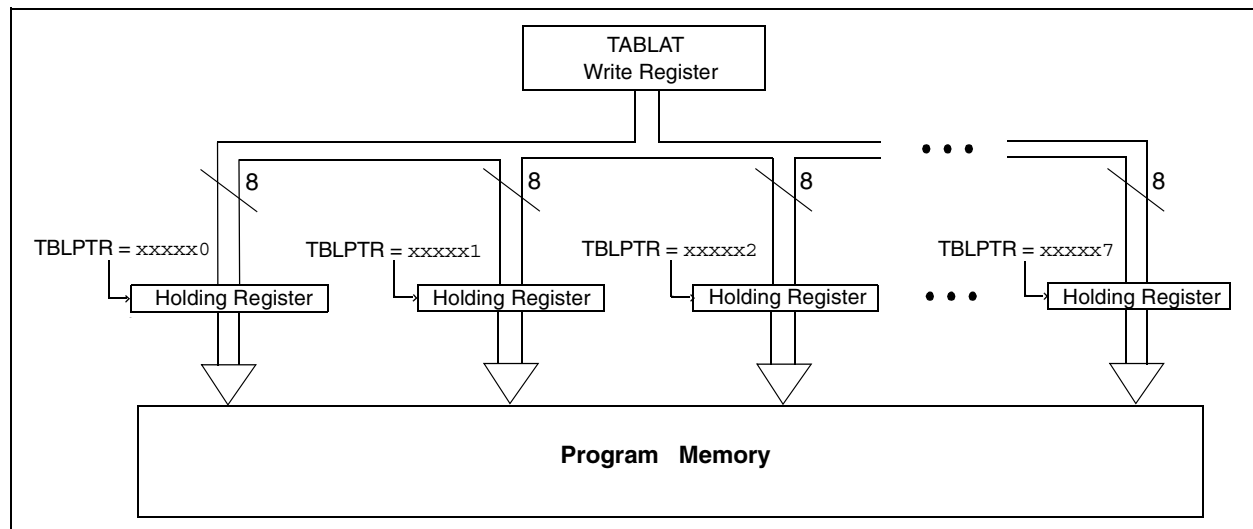 TABLAT
Write Register
8 8 8 8
TBLPTR = xxxxx0 TBLPTR = xxxxx1 TBLPTR = xxxxx2 TBLPTR = xxxxx7
Holding Register Holding Register Holding Register Holding Register
Program Memory